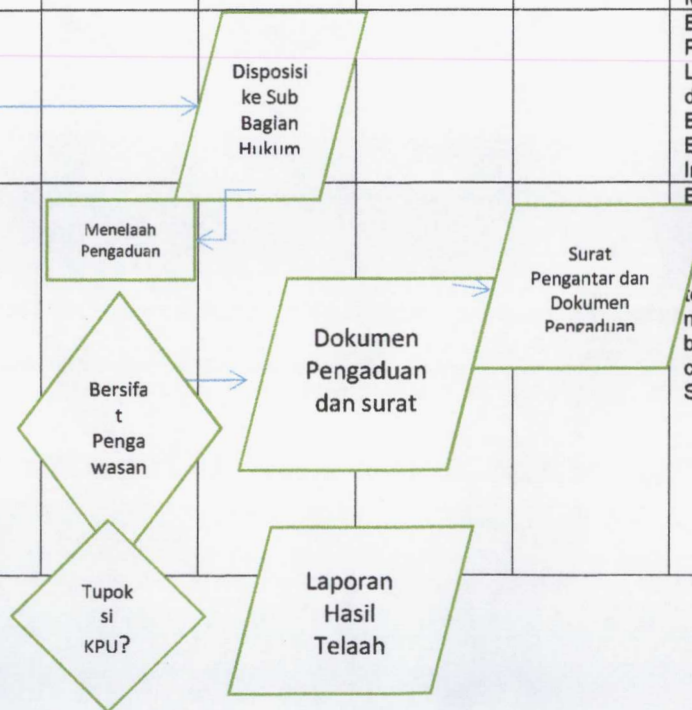 Disposisi
ke Sub
Bagian
Hukum
Menelaah
Pengaduan
Surat
Pengantar dan
Dokumen
Pengaduan
Dokumen
Pengaduan
dan surat
Bersifa
t
Penga
wasan
Tupok
si
KPU?
Laporan
Hasil
Telaah